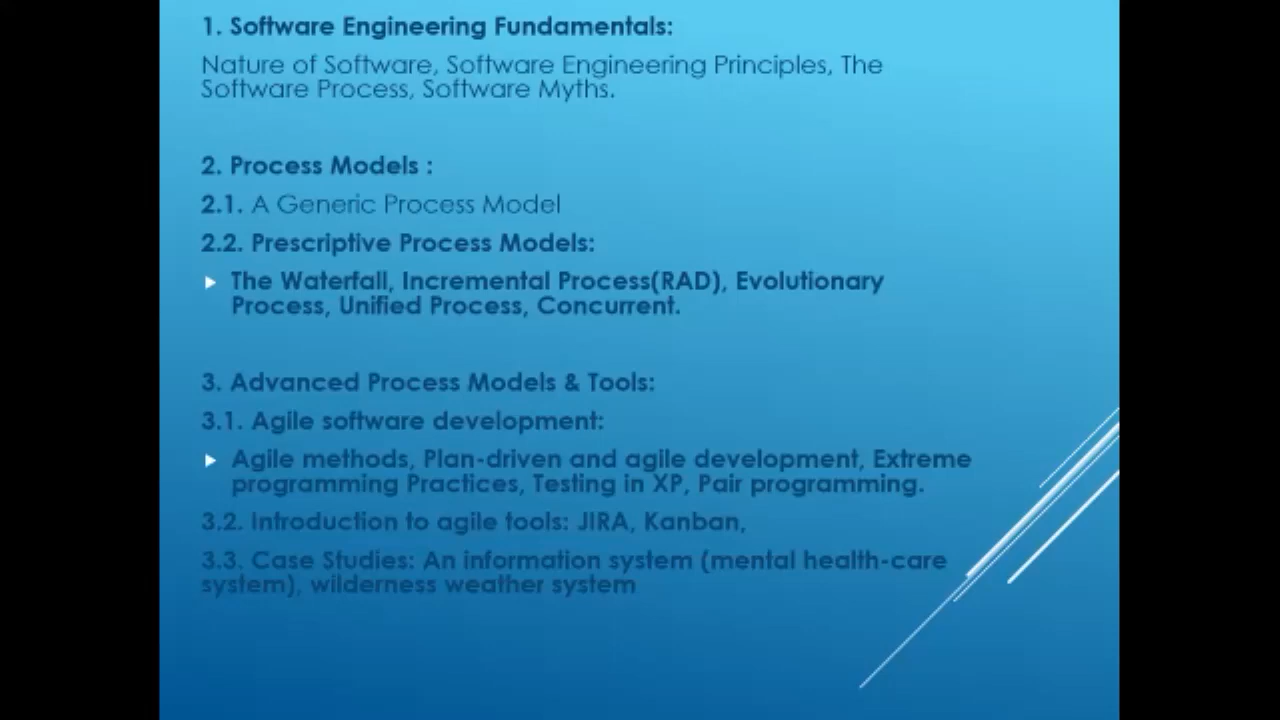 1. Software Engineering Fundamentals:
Nature of Software, Software Engineering Principles, The
Software Process, Software Myths.
2. Process Models :
2.1. A Generic Process Model
2.2. Prescriptive Process Models:
The Waterfall, Incremental Process(RAD), Evolutionary
Process, Unified Process, Concurrent.
3. Advanced Process Models & Tools:
3.1. Agile software development:
Agile methods, Plan-driven and agile development, Extreme
programming Practices, Testing in XP, Pair programming.
3.2. Introduction to agile tools: JIRA, Kanban,
3.3. Case Studies: An information system (mental health-care
system), wilderness weather system